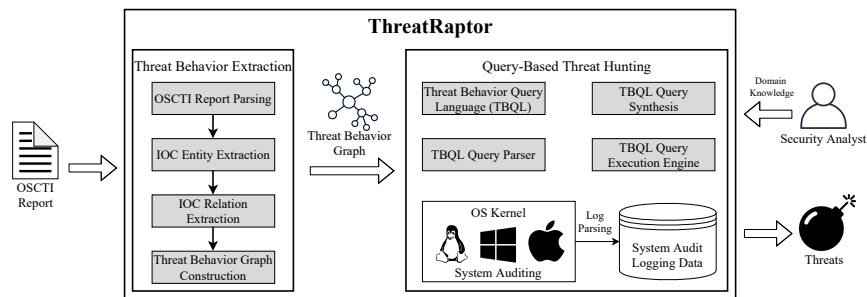 ThreatRaptor
Threat Behavior Extraction
OSCTI Report Parsing
IOC Entity Extraction
IOC Relation
Extraction
Threat Behavior Graph
Construction
OSCTI
Report
Threat Behavior
Graph
Query-Based Threat Hunting
Threat Behavior Query
Language (TBQL)
TBQL Query
Synthesis
TBQL Query Parser
TBQL Query
Execution Engine
OS Kernel
System Auditing
Log
Parsing
System Audit
Logging Data
Domain
Knowledge
Security Analyst
Threats